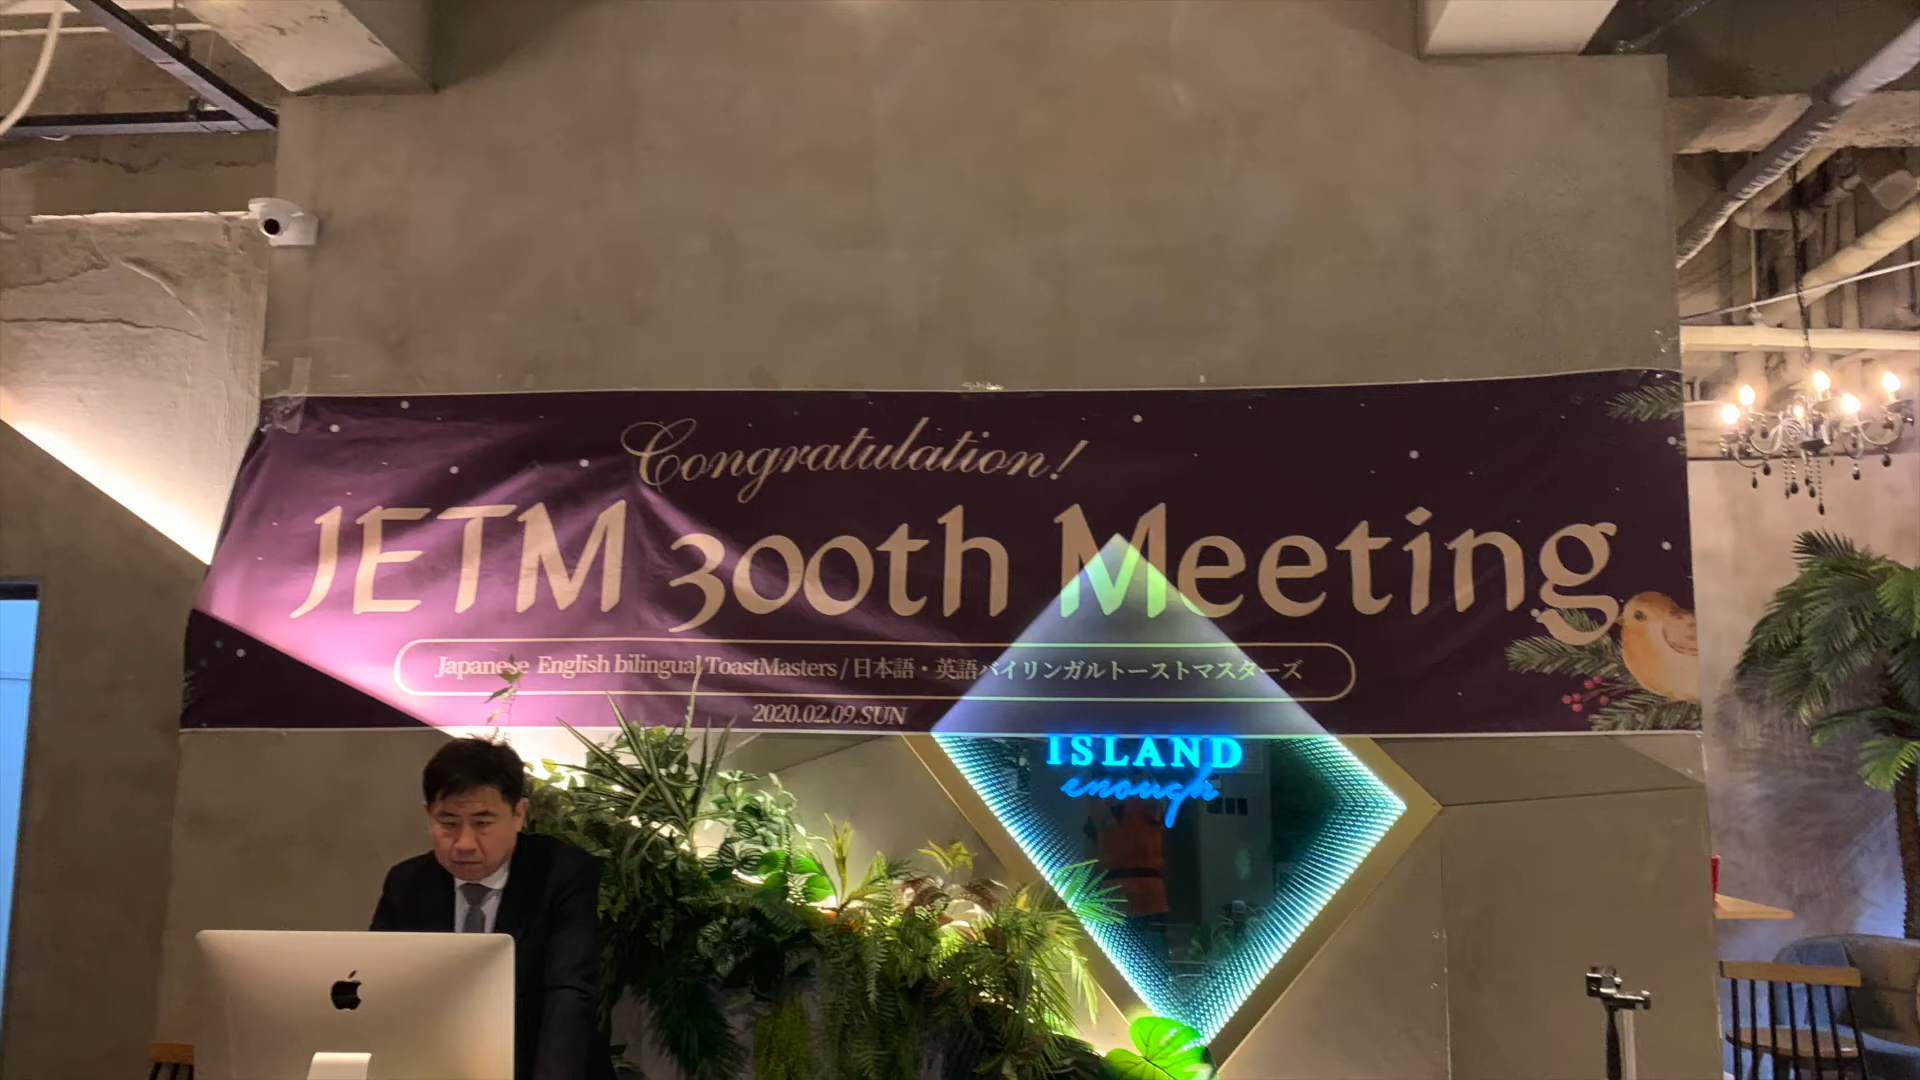 Congratulation!
JETM 300th Meeting
Japanese English bilingual ToastMasters / 日本語・英語バイリンガルトーストマスターズ
2020.02.09.SUN
ISLAND
enough